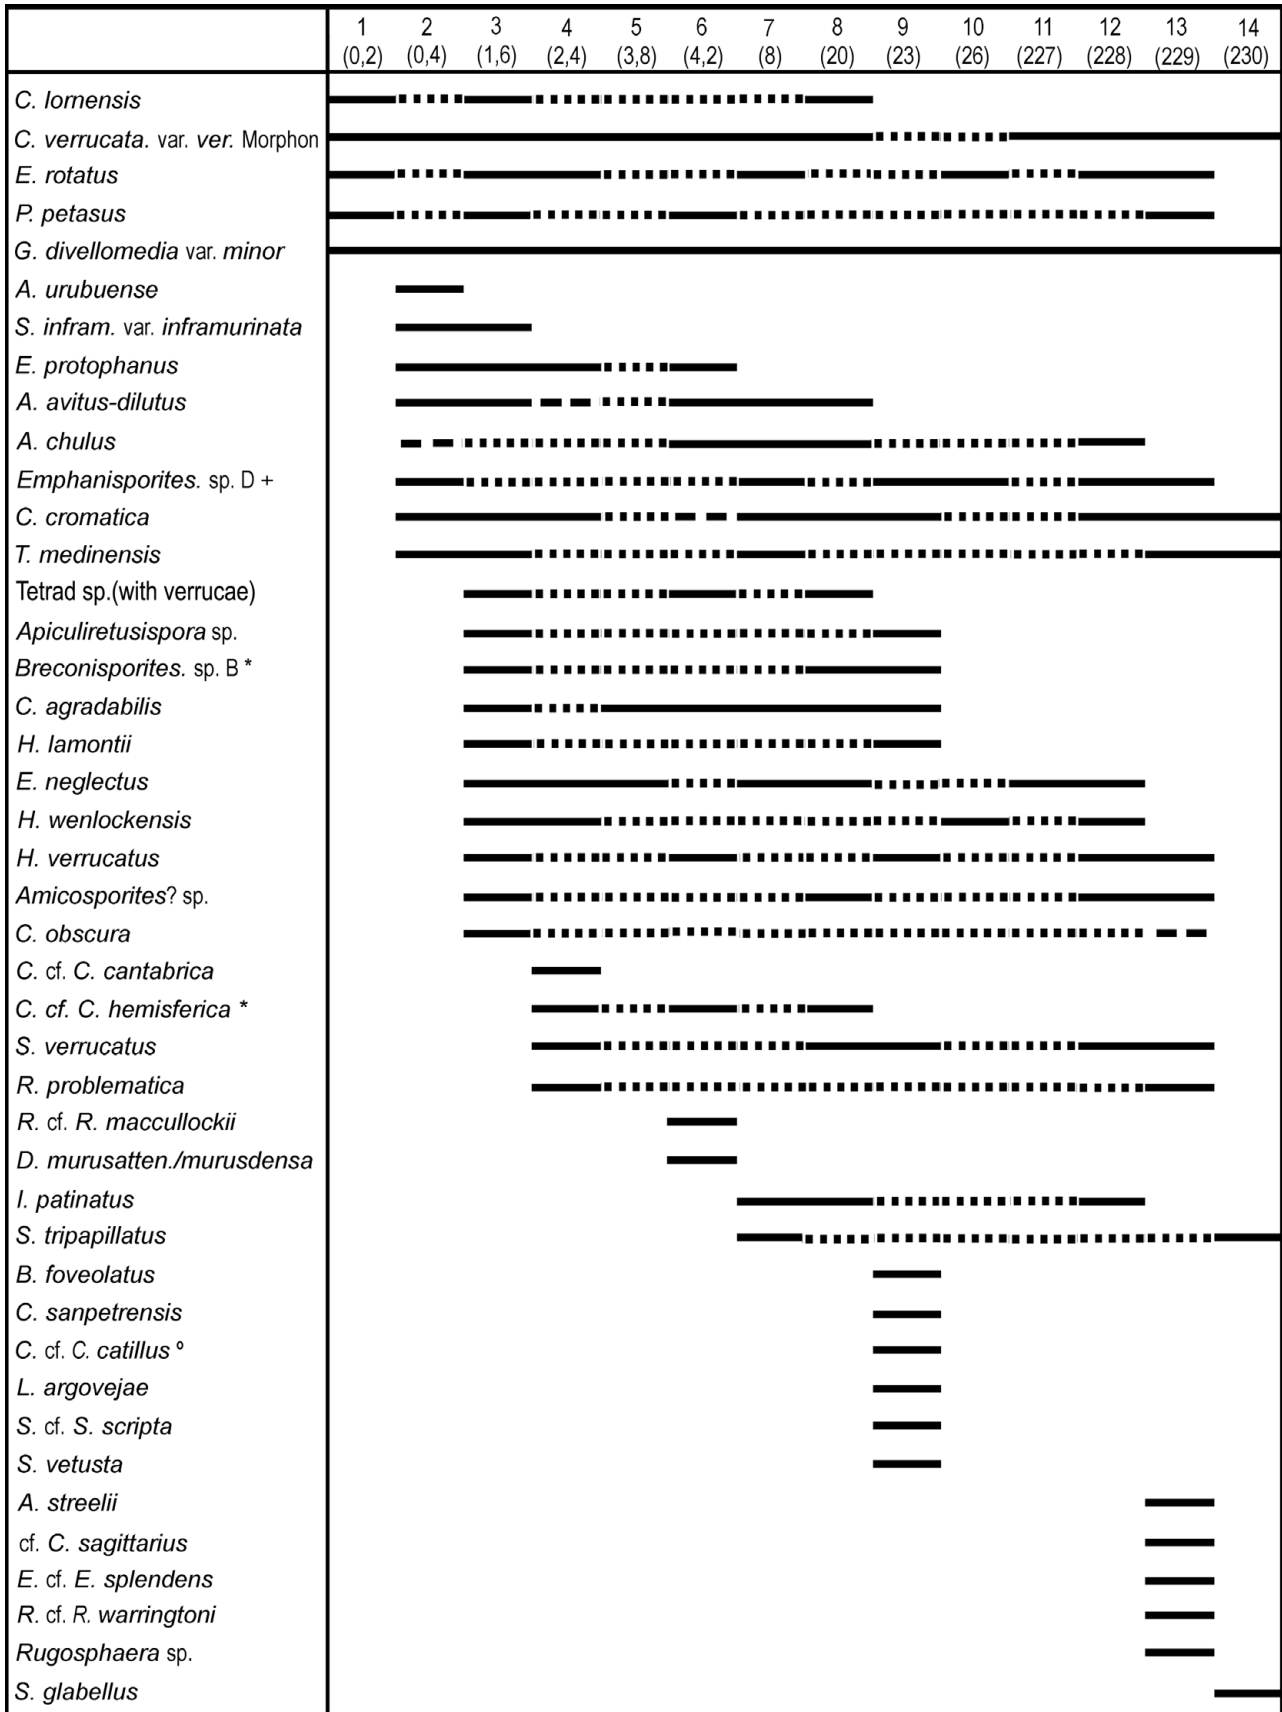 1 2 3 4 5 6 7 8 9 10 11 12 13 14
(0,2) (0,4) (1,6) (2,4) (3,8) (4,2) (8) (20) (23) (26) (227) (228) (229) (230)
C. lornensis
C. verrucata. var. ver. Morphon
E. rotatus
P. petasus
G. divellomedia var. minor
A. urubuense
S. infram. var. inframurinata
E. protophanus
A. avitus-dilutus
A. chulus
Emphanisporites. sp. D +
C. cromatica
T. medinensis
Tetrad sp.(with verrucae)
Apiculiretusispora sp.
Breconisporites. sp. B *
C. agradabilis
H. lamontii
E. neglectus
H. wenlockensis
H. verrucatus
Amicosporites? sp.
C. obscura
C. cf. C. cantabrica
C. cf. C. hemisferica *
S. verrucatus
R. problematica
R. cf. R. maccullockii
D. murusatten./murusdensa
I. patinatus
S. tripapillatus
B. foveolatus
C. sanpetrensis
C. cf. C. catillus º
L. argovejae
S. cf. S. scripta
S. vetusta
A. streelii
cf. C. sagittarius
E. cf. E. splendens
R. cf. R. warringtoni
Rugosphaera sp.
S. glabellus